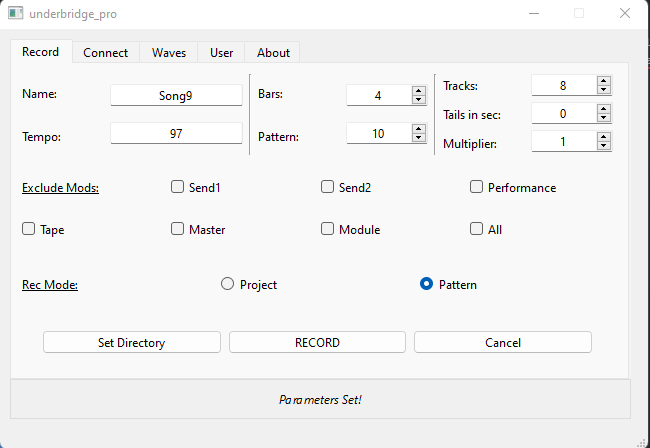 underbridge_pro
Record Connect Waves User About
Name: Song9 Bars: 4 Tracks: 8
Tails in sec: 0
Tempo: 97 Pattern: 10 Multiplier: 1
Exclude Mods: Send1 Send2 Performance
Tape Master Module All
Rec Mode: Project Pattern
Set Directory RECORD Cancel
Parameters Set!